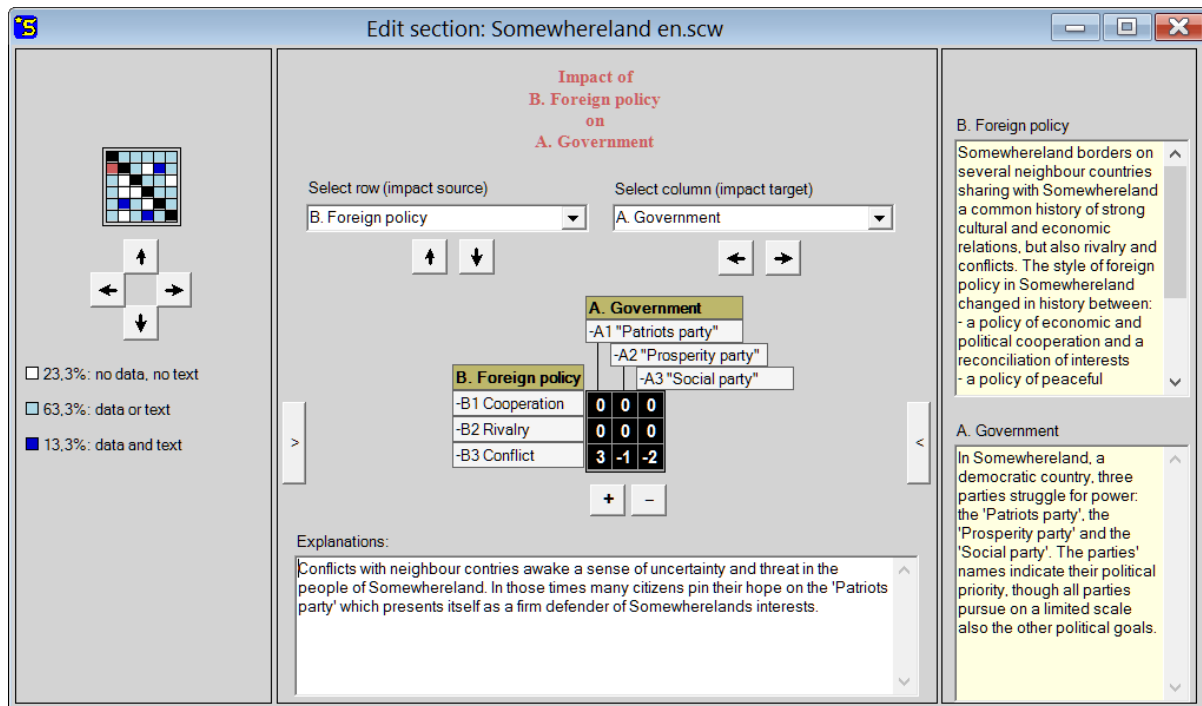 Edit section: Somewhereland en.scw
Impact of
B. Foreign policy
on
A. Government
Select row (impact source)
Select column (impact target)
B. Foreign policy
A. Government
23,3%: no data, no text
63,3%: data or text
13,3%: data and text
A. Government
-A1 "Patriots party"
-A2 "Prosperity party"
-A3 "Social party"
B. Foreign policy
-B1 Cooperation 0 0 0
-B2 Rivalry 0 0 0
-B3 Conflict 3 -1 -2
>
<
+ −
Explanations:
Conflicts with neighbour contries awake a sense of uncertainty and threat in the
people of Somewhereland. In those times many citizens pin their hope on the 'Patriots
party' which presents itself as a firm defender of Somewherelands interests.
B. Foreign policy
Somewhereland borders on
several neighbour countries
sharing with Somewhereland
a common history of strong
cultural and economic
relations, but also rivalry and
conflicts. The style of foreign
policy in Somewhereland
changed in history between:
- a policy of economic and
political cooperation and a
reconciliation of interests
- a policy of peaceful
A. Government
In Somewhereland, a
democratic country, three
parties struggle for power:
the 'Patriots party', the
'Prosperity party' and the
'Social party'. The parties'
names indicate their political
priority, though all parties
pursue on a limited scale
also the other political goals.